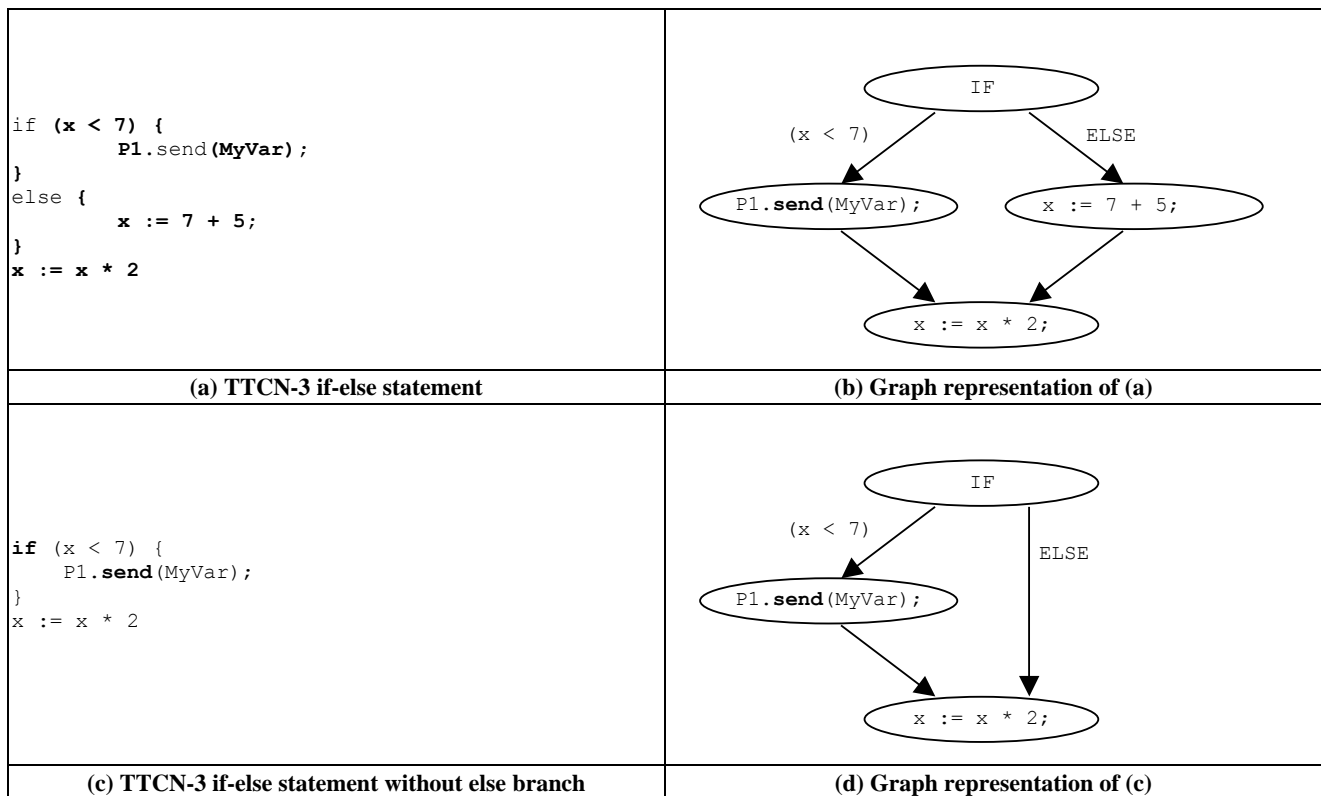 if (x < 7) {
P1.send(MyVar);
}
else {
x := 7 + 5;
}
x := x * 2
IF
(x < 7)
ELSE
P1.send(MyVar);
x := 7 + 5;
x := x * 2;
(a) TTCN-3 if-else statement
(b) Graph representation of (a)
if (x < 7) {
P1.send(MyVar);
}
x := x * 2
IF
(x < 7)
ELSE
P1.send(MyVar);
x := x * 2;
(c) TTCN-3 if-else statement without else branch
(d) Graph representation of (c)